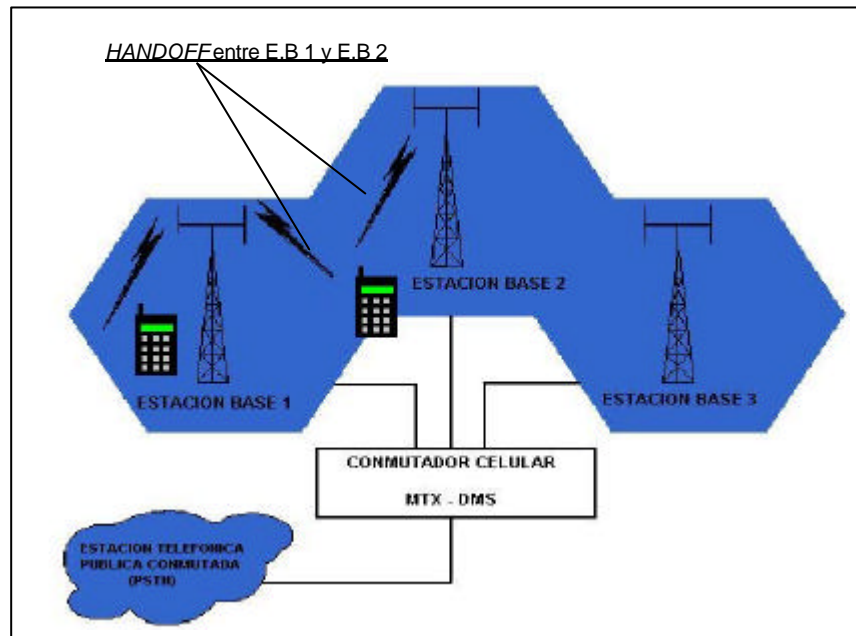 HANDOFF entre E.B 1 y E.B 2
ESTACION BASE 2
ESTACION BASE 1
ESTACION BASE 3
CONMUTADOR CELULAR
MTX - DMS
ESTACION TELEFONICA
PUBLICA CONMUTADA
(PSTN)